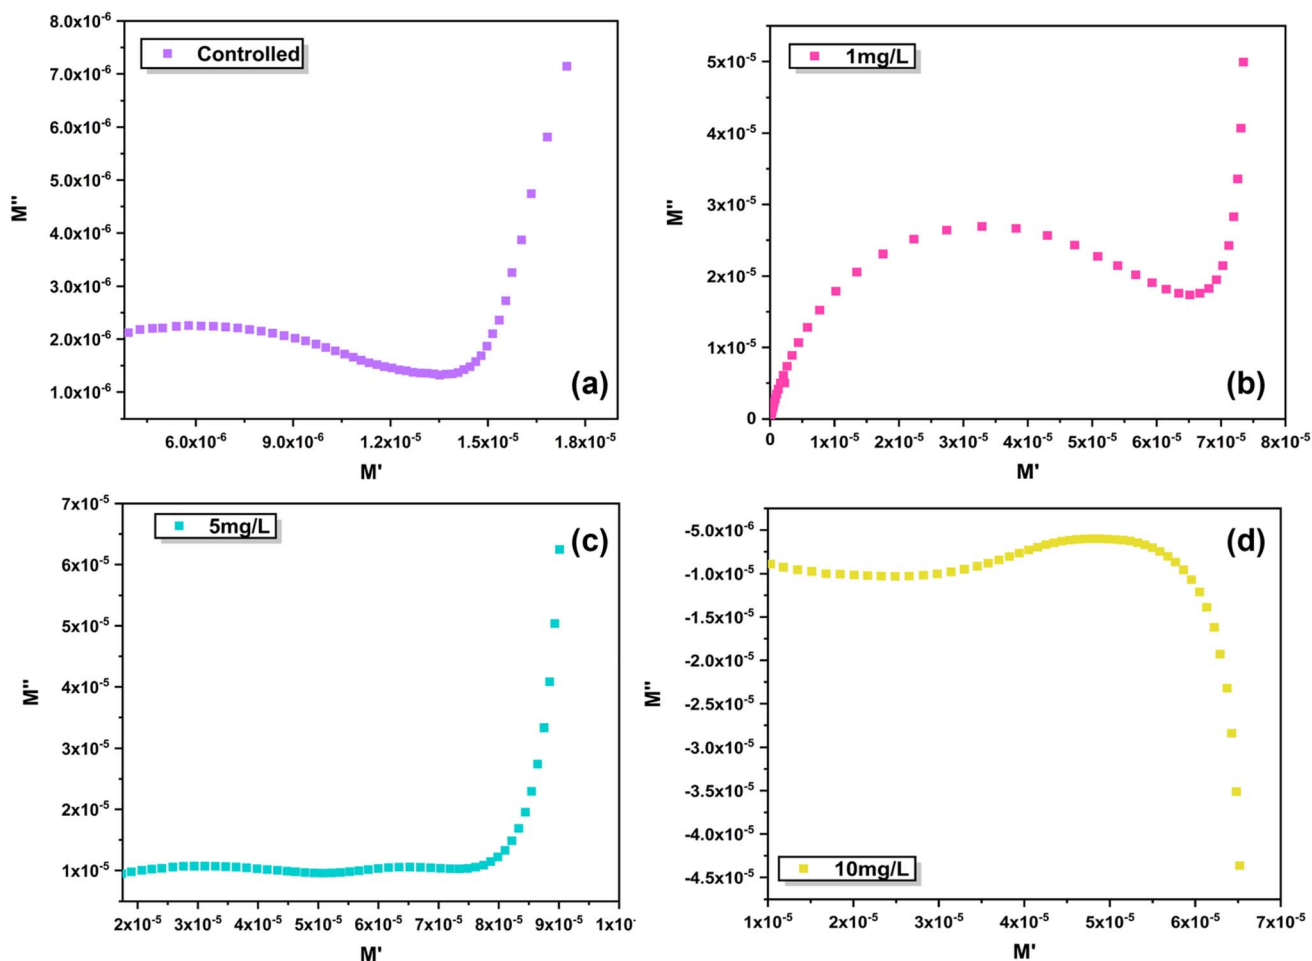 Controlled
8.0x10⁻⁶
7.0x10⁻⁶
6.0x10⁻⁶
5.0x10⁻⁶
4.0x10⁻⁶
3.0x10⁻⁶
2.0x10⁻⁶
1.0x10⁻⁶
M"
(a)
6.0x10⁻⁶ 9.0x10⁻⁶ 1.2x10⁻⁵ 1.5x10⁻⁵ 1.8x10⁻⁵
M'
1mg/L
5x10⁻⁵
4x10⁻⁵
3x10⁻⁵
2x10⁻⁵
1x10⁻⁵
0
M"
(b)
0 1x10⁻⁵ 2x10⁻⁵ 3x10⁻⁵ 4x10⁻⁵ 5x10⁻⁵ 6x10⁻⁵ 7x10⁻⁵ 8x10⁻⁵
M'
5mg/L
(c)
7x10⁻⁵
6x10⁻⁵
5x10⁻⁵
4x10⁻⁵
3x10⁻⁵
2x10⁻⁵
1x10⁻⁵
M"
2x10⁻⁵ 3x10⁻⁵ 4x10⁻⁵ 5x10⁻⁵ 6x10⁻⁵ 7x10⁻⁵ 8x10⁻⁵ 9x10⁻⁵ 1x10⁻
M'
(d)
-5.0x10⁻⁶
-1.0x10⁻⁵
-1.5x10⁻⁵
-2.0x10⁻⁵
-2.5x10⁻⁵
-3.0x10⁻⁵
-3.5x10⁻⁵
-4.0x10⁻⁵
-4.5x10⁻⁵
M"
10mg/L
1x10⁻⁵ 2x10⁻⁵ 3x10⁻⁵ 4x10⁻⁵ 5x10⁻⁵ 6x10⁻⁵ 7x10⁻⁵
M'